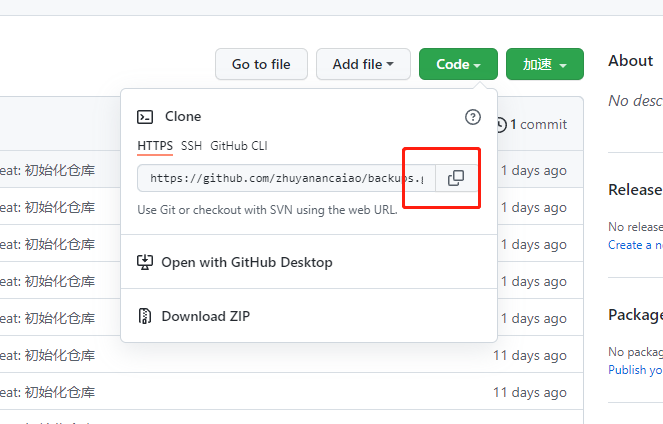 Go to file Add file Code 加速 About
No desc
Clone
1 commit
HTTPS SSH GitHub CLI
eat: 初始化仓库 1 days ago
https://github.com/zhuyanancaiao/backups.g
Releases
eat: 初始化仓库 1 days ago
Use Git or checkout with SVN using the web URL.
No release
eat: 初始化仓库 1 days ago
Create a ne
Open with GitHub Desktop
eat: 初始化仓库 1 days ago
Download ZIP
eat: 初始化仓库 1 days ago
Package
eat: 初始化仓库 11 days ago
No packag
Publish yo
eat: 初始化仓库 11 days ago